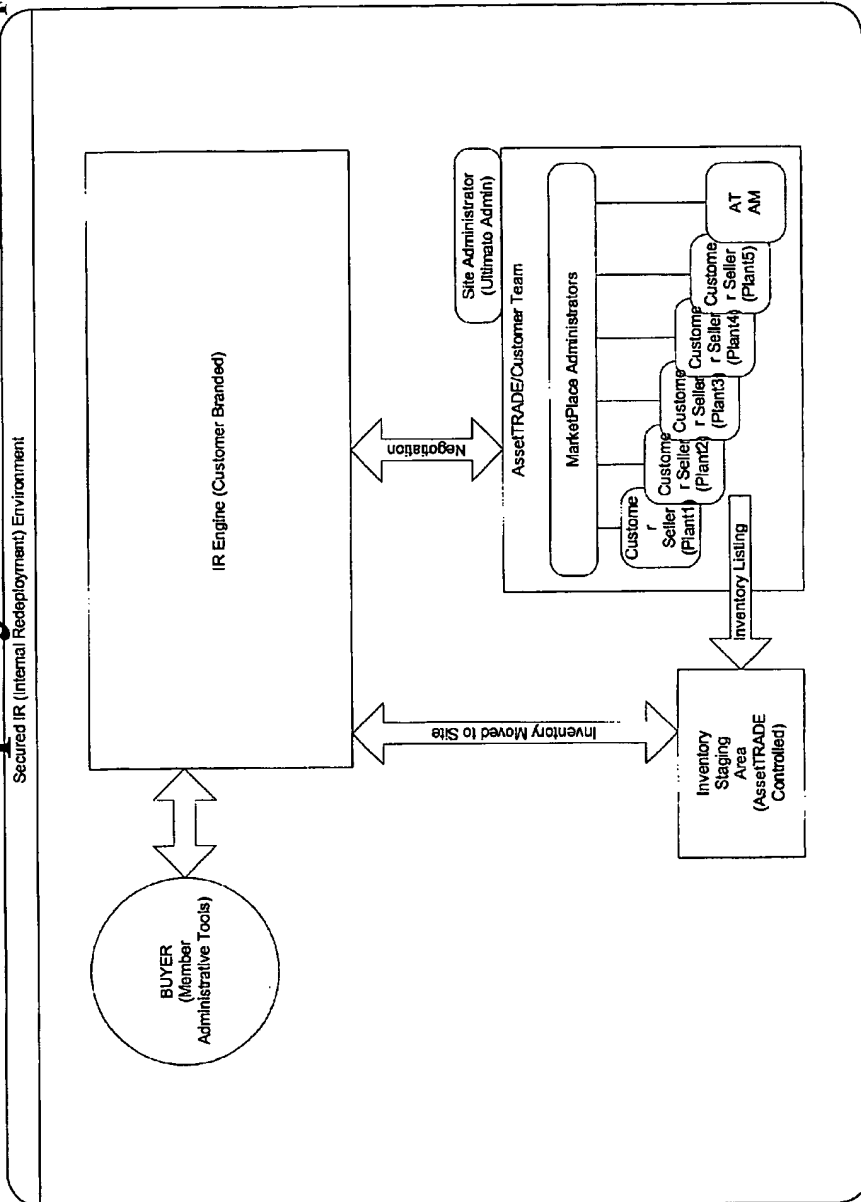 Secured IR (Internal Redeployment) Environment
BUYER
(Member
Administrative Tools)
IR Engine (Customer Branded)
Inventory Moved to Site
Negotiation
Site Administrator
(Ultimato Admin)
AssetTRADE/Customer Team
MarketPlace Administrators
Custome
r
Seller
(Plant1)
Custome
r Seller
(Plant2)
Custome
r Seller
(Plant3)
Custome
r Seller
(Plant4)
Custome
r Seller
(Plant5)
AT
AM
Inventory Listing
Inventory
Staging
Area
(AssetTRADE
Controlled)